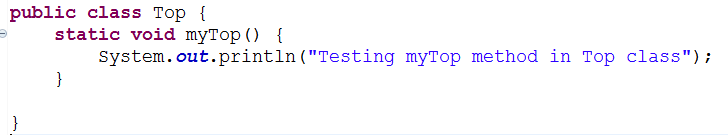 public class Top {
    static void myTop() {
        System.out.println("Testing myTop method in Top class");
    }

}